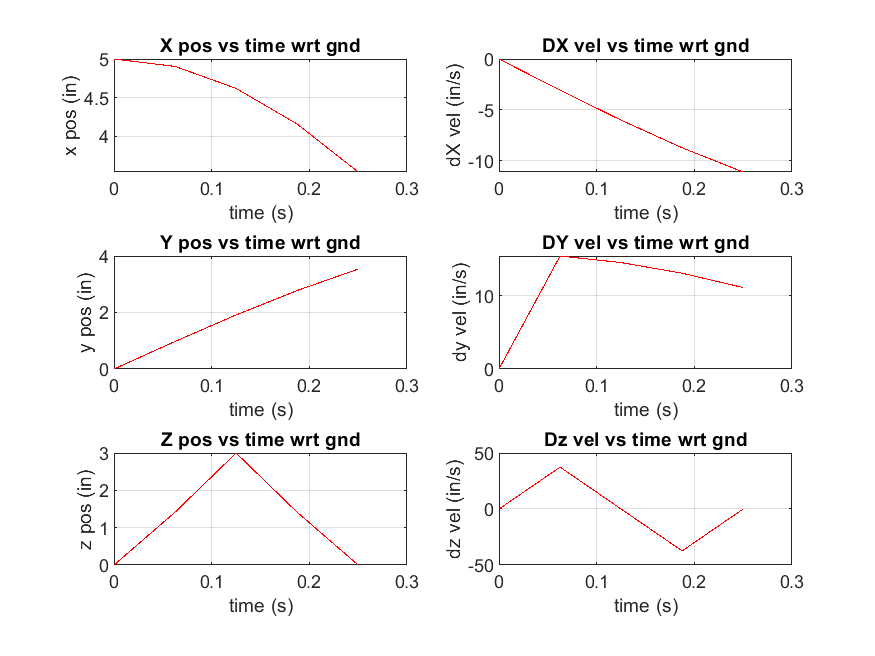 X pos vs time wrt gnd
5
4.5
4
x pos (in)
0 0.1 0.2 0.3
time (s)
DX vel vs time wrt gnd
0
-5
-10
dX vel (in/s)
0 0.1 0.2 0.3
time (s)
Y pos vs time wrt gnd
4
2
0
y pos (in)
0 0.1 0.2 0.3
time (s)
DY vel vs time wrt gnd
10
0
dy vel (in/s)
0 0.1 0.2 0.3
time (s)
Z pos vs time wrt gnd
3
2
1
0
z pos (in)
0 0.1 0.2 0.3
time (s)
Dz vel vs time wrt gnd
50
0
-50
dz vel (in/s)
0 0.1 0.2 0.3
time (s)